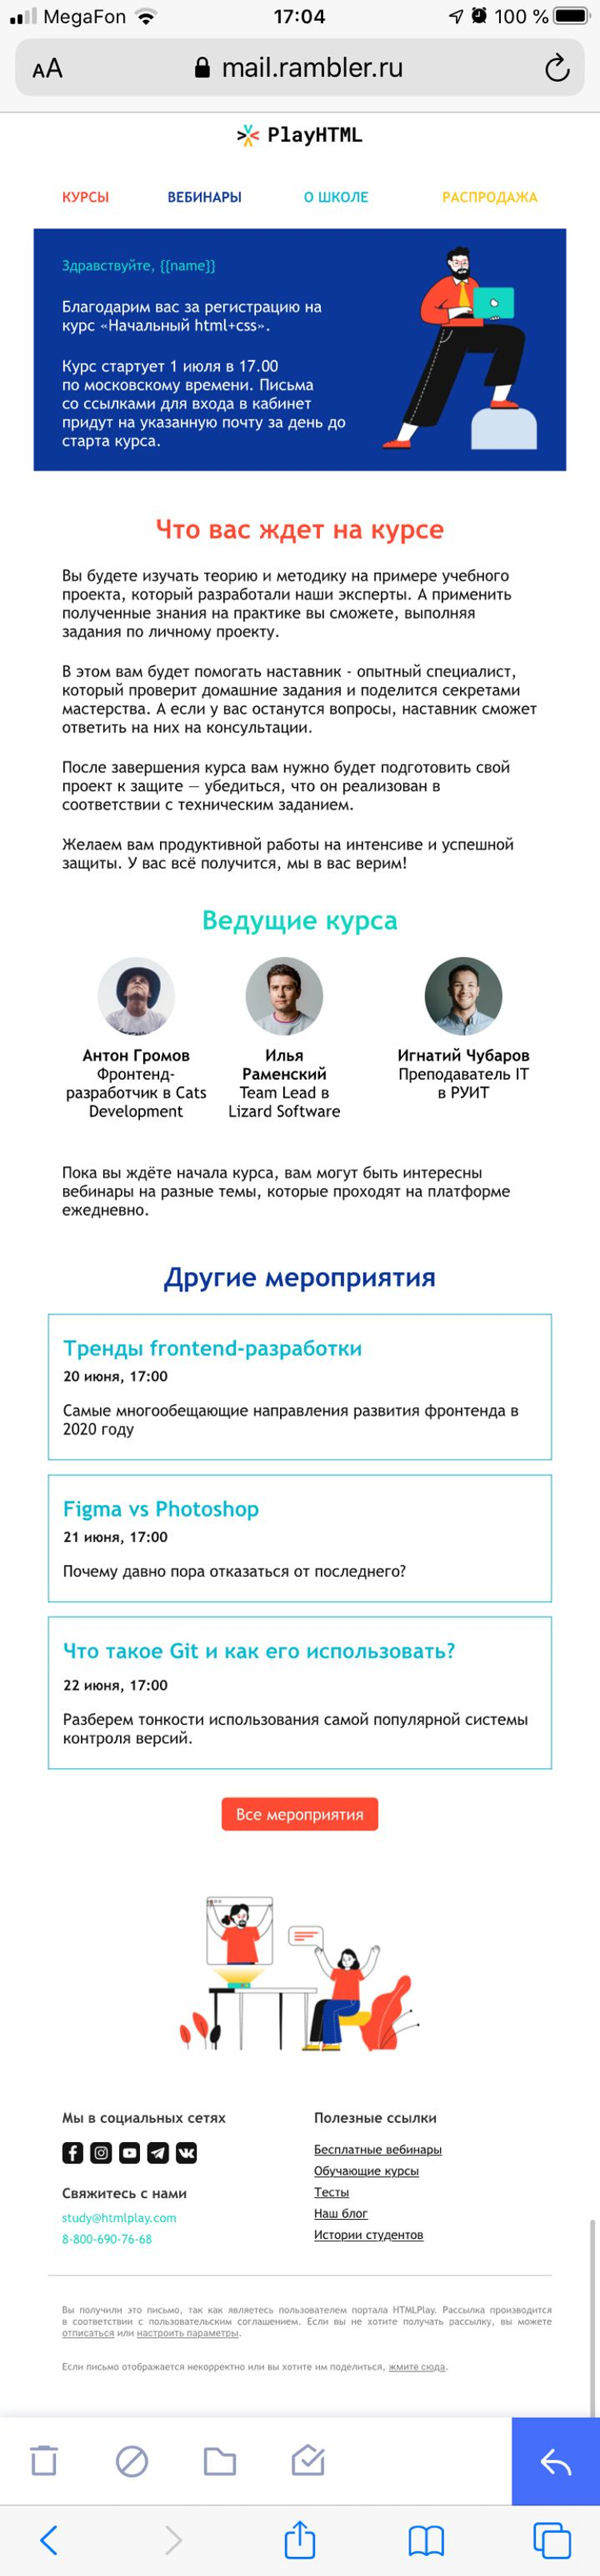 MegaFon
17:04
100 %
AA
mail.rambler.ru
PlayHTML
КУРСЫ
ВЕБИНАРЫ
О ШКОЛЕ
РАСПРОДАЖА
Здравствуйте, {{name}}
Благодарим вас за регистрацию на
курс «Начальный html+css».
Курс стартует 1 июля в 17.00
по московскому времени. Письма
со ссылками для входа в кабинет
придут на указанную почту за день до
старта курса.
Что вас ждет на курсе
Вы будете изучать теорию и методику на примере учебного
проекта, который разработали наши эксперты. А применить
полученные знания на практике вы сможете, выполняя
задания по личному проекту.
В этом вам будет помогать наставник - опытный специалист,
который проверит домашние задания и поделится секретами
мастерства. А если у вас останутся вопросы, наставник сможет
ответить на них на консультации.
После завершения курса вам нужно будет подготовить свой
проект к защите — убедиться, что он реализован в
соответствии с техническим заданием.
Желаем вам продуктивной работы на интенсиве и успешной
защиты. У вас всё получится, мы в вас верим!
Ведущие курса
Антон Громов
Фронтенд-
разработчик в Cats
Development
Илья
Раменский
Team Lead в
Lizard Software
Игнатий Чубаров
Преподаватель IT
в РУИТ
Пока вы ждёте начала курса, вам могут быть интересны
вебинары на разные темы, которые проходят на платформе
ежедневно.
Другие мероприятия
Тренды frontend-разработки
20 июня, 17:00
Самые многообещающие направления развития фронтенда в
2020 году
Figma vs Photoshop
21 июня, 17:00
Почему давно пора отказаться от последнего?
Что такое Git и как его использовать?
22 июня, 17:00
Разберем тонкости использования самой популярной системы
контроля версий.
Все мероприятия
Мы в социальных сетях
Свяжитесь с нами
study@htmlplay.com
8-800-690-76-68
Полезные ссылки
Бесплатные вебинары
Обучающие курсы
Тесты
Наш блог
Истории студентов
Вы получили это письмо, так как являетесь пользователем портала HTMLPlay. Рассылка производится
в соответствии с пользовательским соглашением. Если вы не хотите получать рассылку, вы можете
отписаться или настроить параметры.
Если письмо отображается некорректно или вы хотите им поделиться, жмите сюда.